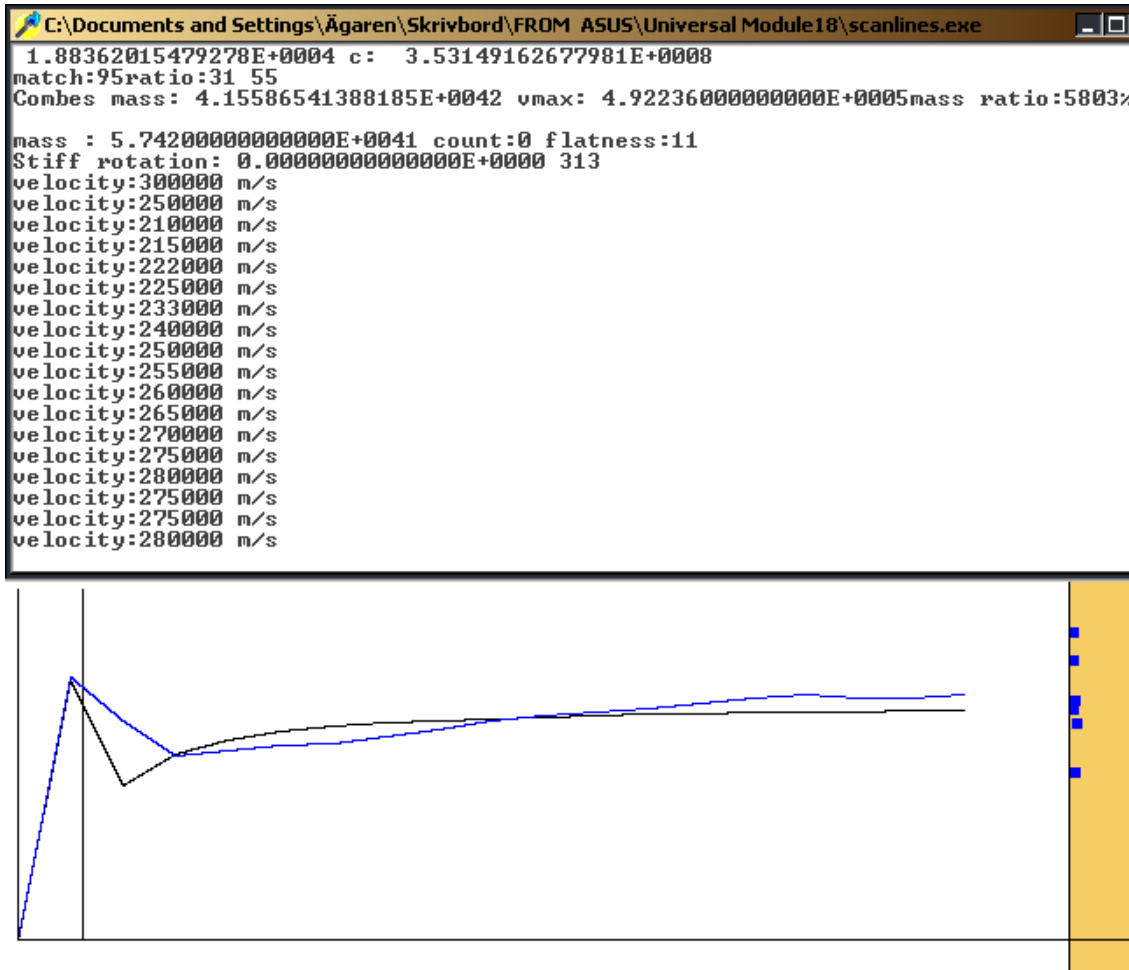 C:\Documents and Settings\Ägaren\Skrivbord\FROM ASUS\Universal Module18\scanlines.exe
1.88362015479278E+0004 c: 3.53149162677981E+0008
match:95ratio:31 55
Combes mass: 4.15586541388185E+0042 vmax: 4.92236000000000E+0005mass ratio:5803%
mass : 5.74200000000000E+0041 count:0 flatness:11
Stiff rotation: 0.00000000000000E+0000 313
velocity:300000 m/s
velocity:250000 m/s
velocity:210000 m/s
velocity:215000 m/s
velocity:222000 m/s
velocity:225000 m/s
velocity:233000 m/s
velocity:240000 m/s
velocity:250000 m/s
velocity:255000 m/s
velocity:260000 m/s
velocity:265000 m/s
velocity:270000 m/s
velocity:275000 m/s
velocity:280000 m/s
velocity:275000 m/s
velocity:275000 m/s
velocity:280000 m/s